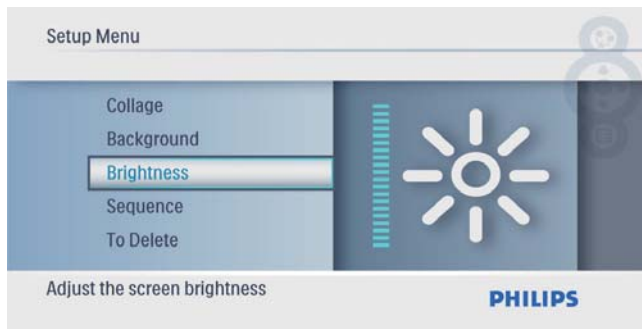 Setup Menu
Collage
Background
Brightness
Sequence
To Delete
Adjust the screen brightness
PHILIPS